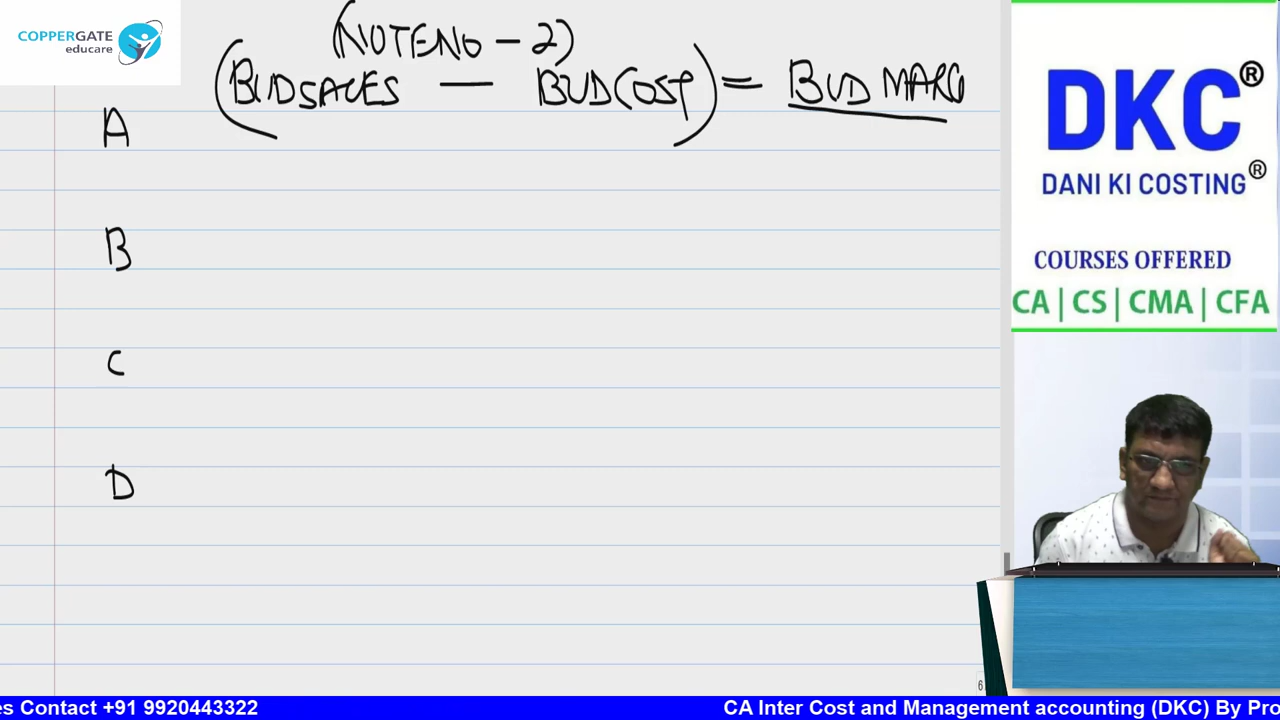 COPPERGATE
educare
(NOTENO - 2)
(BUDSALES — BUDCOST) = BUD MARG
A
B
C
D
DKC®
DANI KI COSTING®
COURSES OFFERED
CA | CS | CMA | CFA
6
es Contact +91 9920443322 CA Inter Cost and Management accounting (DKC) By Pro